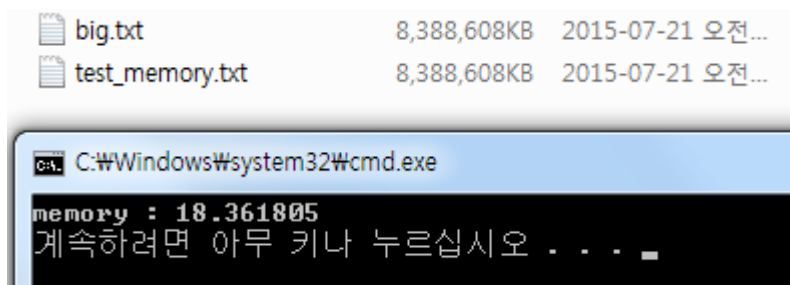 big.txt 8,388,608KB 2015-07-21 오전...
test_memory.txt 8,388,608KB 2015-07-21 오전...
C:\. C:₩Windows₩system32₩cmd.exe
memory : 18.361805
계속하려면 아무 키나 누르십시오 . . .